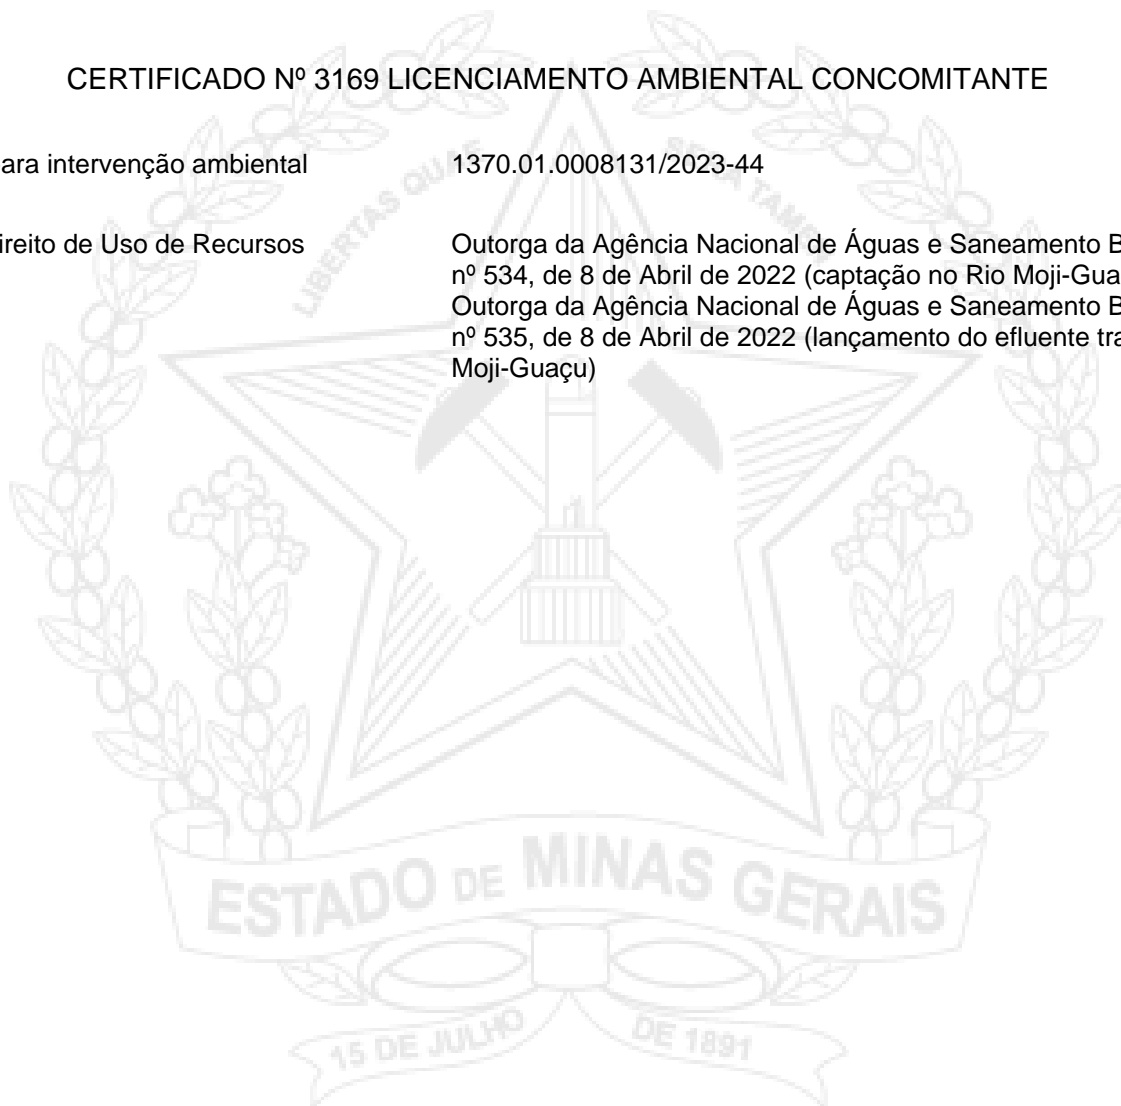 CERTIFICADO Nº 3169 LICENCIAMENTO AMBIENTAL CONCOMITANTE
ara intervenção ambiental 1370.01.0008131/2023-44
ireito de Uso de Recursos Outorga da Agência Nacional de Águas e Saneamento B
nº 534, de 8 de Abril de 2022 (captação no Rio Moji-Gua
Outorga da Agência Nacional de Águas e Saneamento B
nº 535, de 8 de Abril de 2022 (lançamento do efluente tra
Moji-Guaçu)
LIBERTAS QUAE SERA TAMEN
ESTADO DE MINAS GERAIS
15 DE JULHO DE 1891